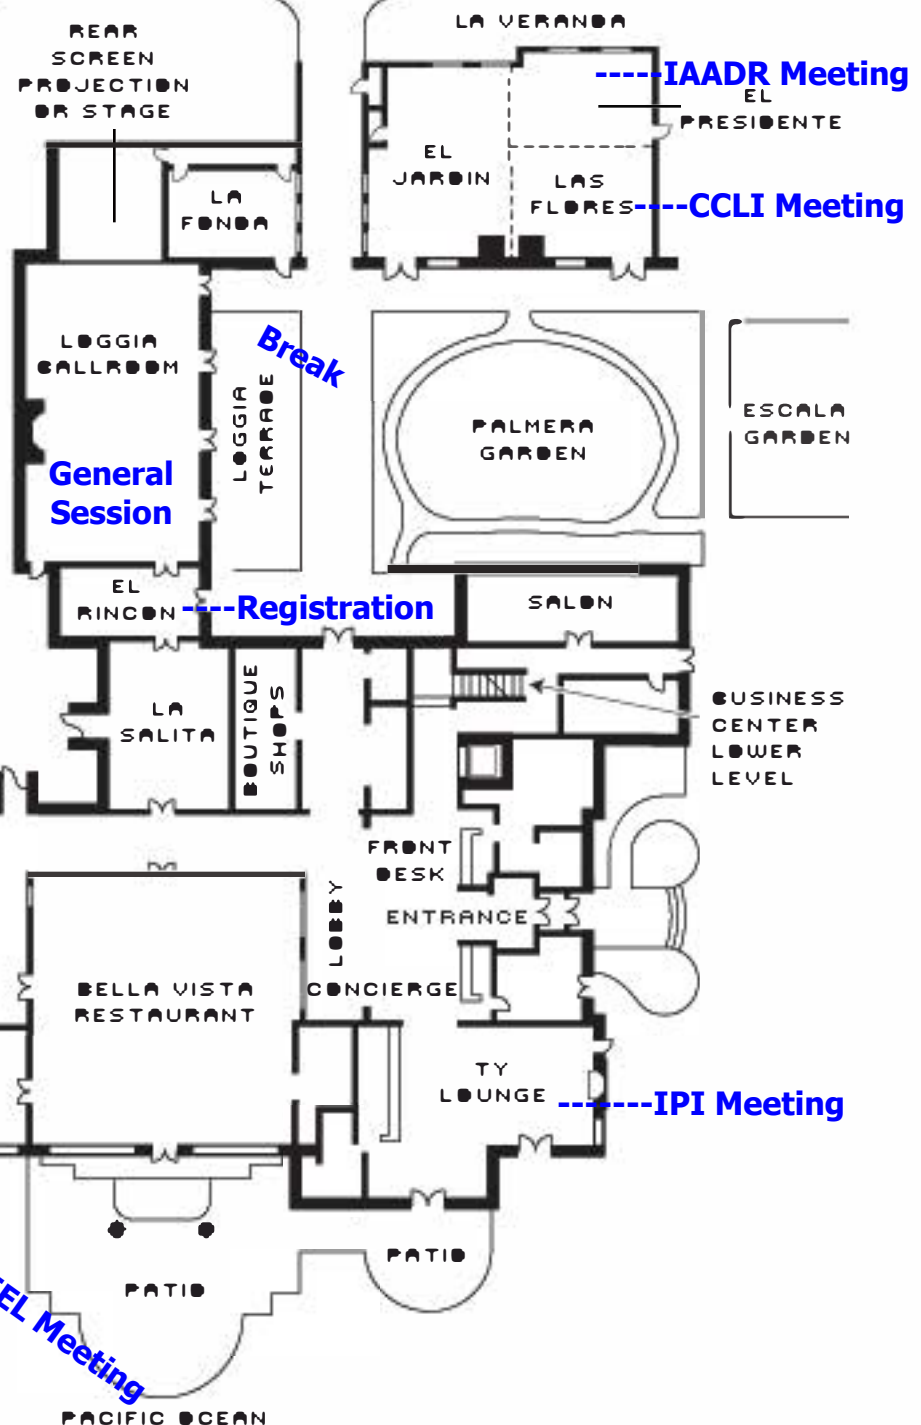 LA VERANDA
REAR
SCREEN
PROJECTION
OR STAGE
-----IAADR Meeting
EL
PRESIDENTE
EL
JARDIN
LAS
FLORES----CCLI Meeting
LA
FONDA
LOGGIA
BALLROOM
Break
LOGGIA
TERRADE
PALMERA
GARDEN
ESCALA
GARDEN
General
Session
EL
RINCON----Registration
SALON
LA
SALITA
BOUTIQUE
SHOPS
BUSINESS
CENTER
LOWER
LEVEL
FRONT
DESK
LOBBY
ENTRANCE
BELLA VISTA
RESTAURANT
CONCIERGE
TY
LOUNGE -------IPI Meeting
PATIO
PATIO
EL Meeting
PACIFIC OCEAN